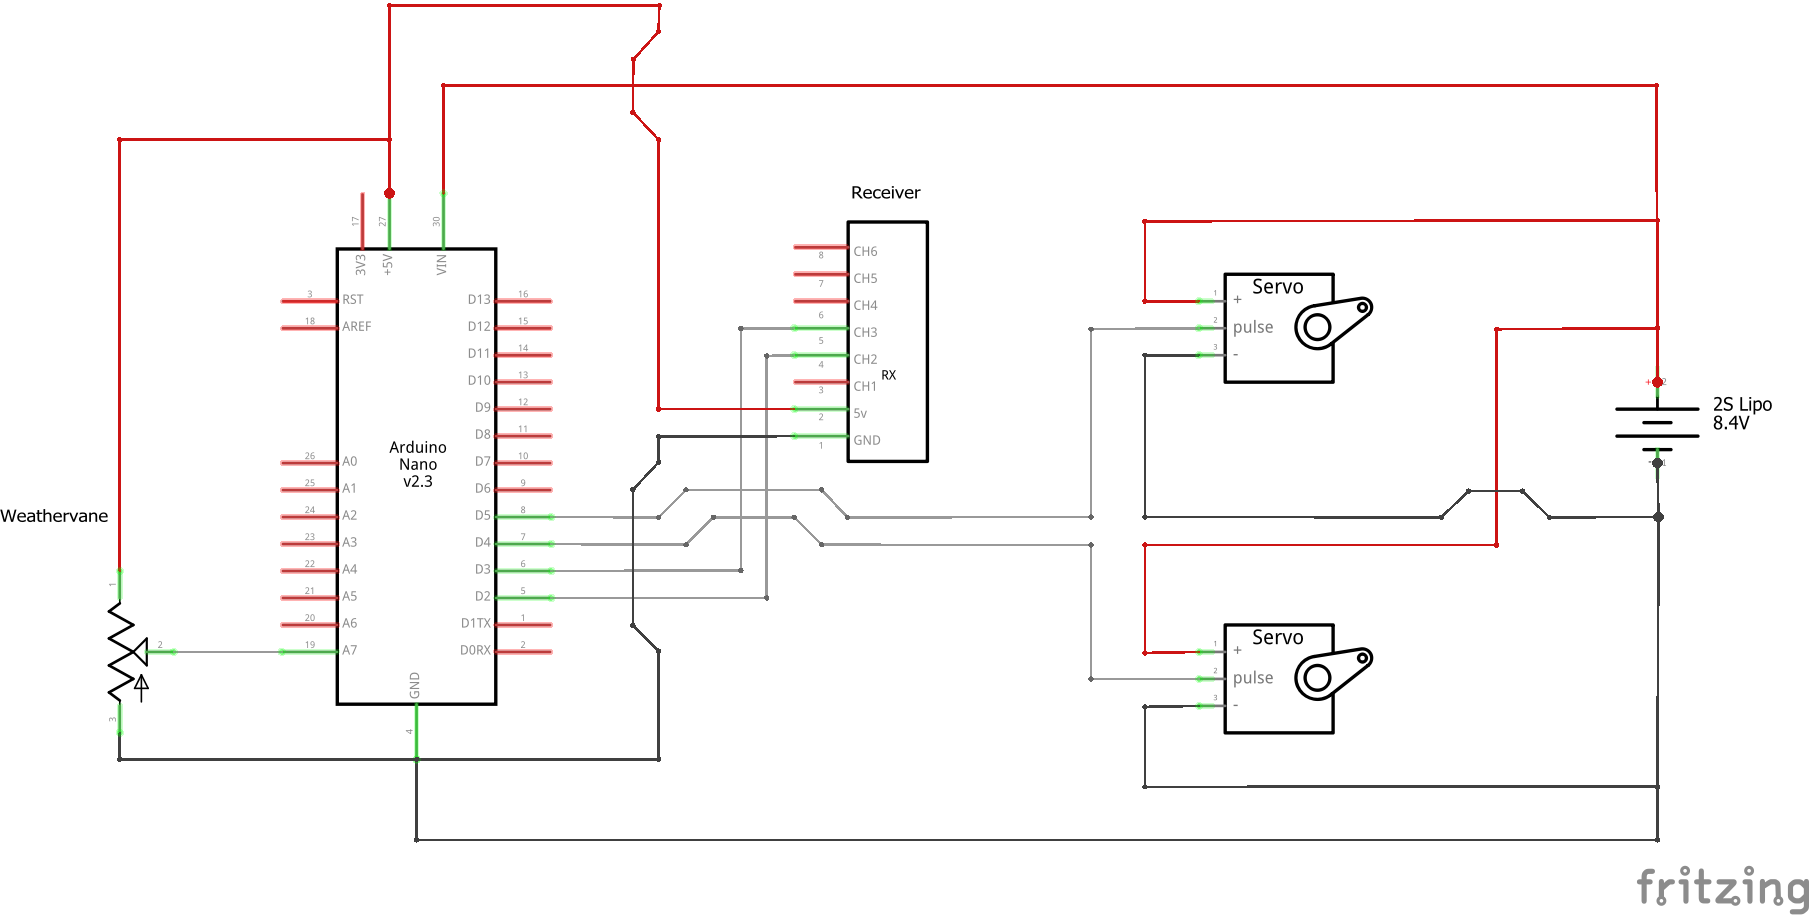 Receiver
17
27
30
3V3
+5V
VIN
3
RST
18
AREF
D13
16
D12
15
D11
14
D10
13
D9
12
D8
11
D7
10
D6
9
D5
8
D4
7
D3
6
D2
5
D1TX
1
D0RX
2
Arduino
Nano
v2.3
26
A0
25
A1
24
A2
23
A3
22
A4
21
A5
20
A6
19
A7
GND
4
Weathervane
1
2
3
CH6
8
CH5
7
CH4
6
CH3
5
CH2
4
RX
CH1
3
5v
2
GND
1
Servo
1
+
2
pulse
3
-
Servo
1
+
2
pulse
3
-
+
2
2S Lipo
8.4V
-
1
fritzing